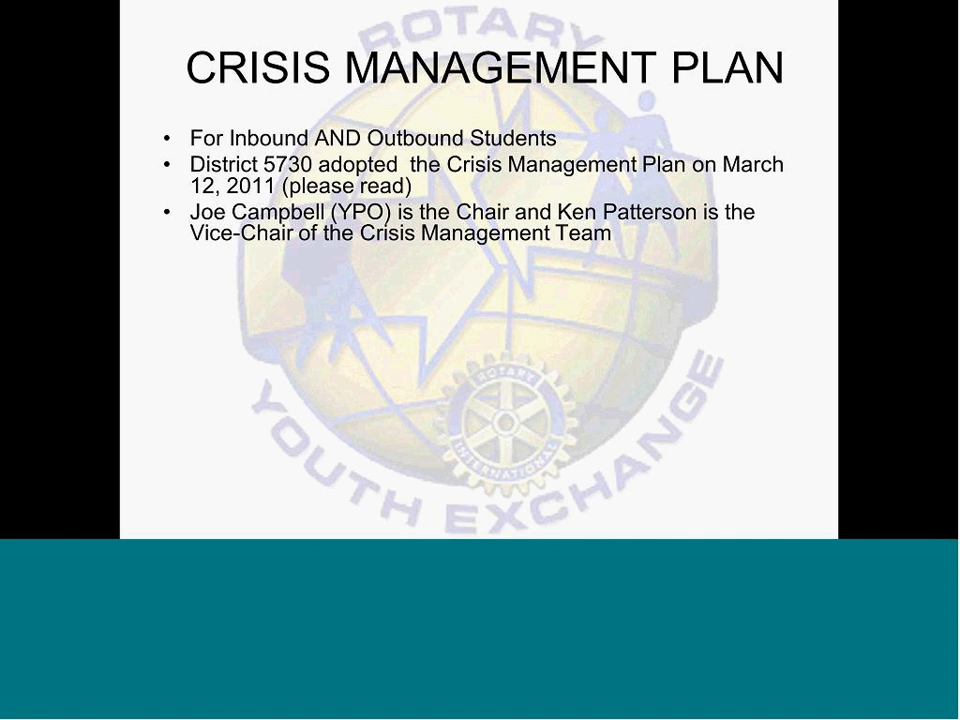 CRISIS MANAGEMENT PLAN
• For Inbound AND Outbound Students
• District 5730 adopted  the Crisis Management Plan on March
12, 2011 (please read)
• Joe Campbell (YPO) is the Chair and Ken Patterson is the
Vice-Chair of the Crisis Management Team
ROTARY
ROTARY
INTERNATIONAL
YOUTH EXCHANGE